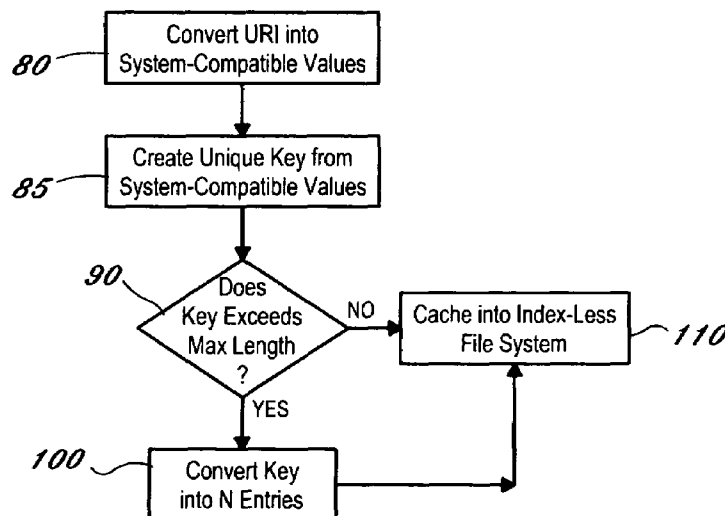 80
Convert URI into
System-Compatible Values
85
Create Unique Key from
System-Compatible Values
90
Does
Key Exceeds
Max Length
?
NO
Cache into Index-Less
File System
110
YES
100
Convert Key
into N Entries